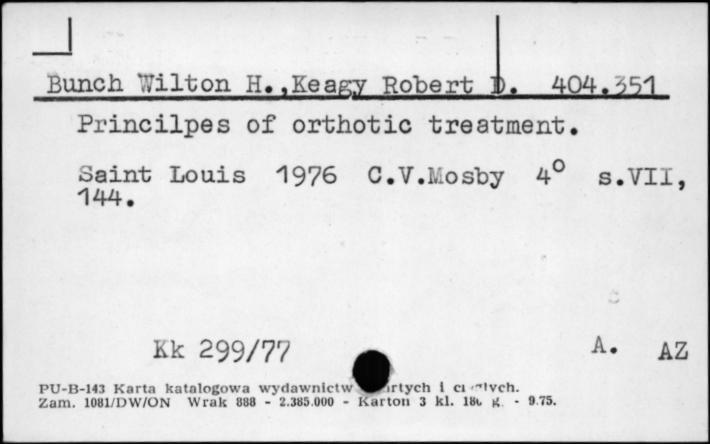 Bunch Wilton H.,Keagy Robert D. 404.351
Princilpes of orthotic treatment.
Saint Louis 1976 C.V.Mosby 4° s.VII,
144.
Kk 299/77
A. AZ
PU-B-143 Karta katalogowa wydawnictw i
Zam. 1081/DW/ON Wrak 888 - 2.385.000 - Karton 3 kl. g. - 9.75.